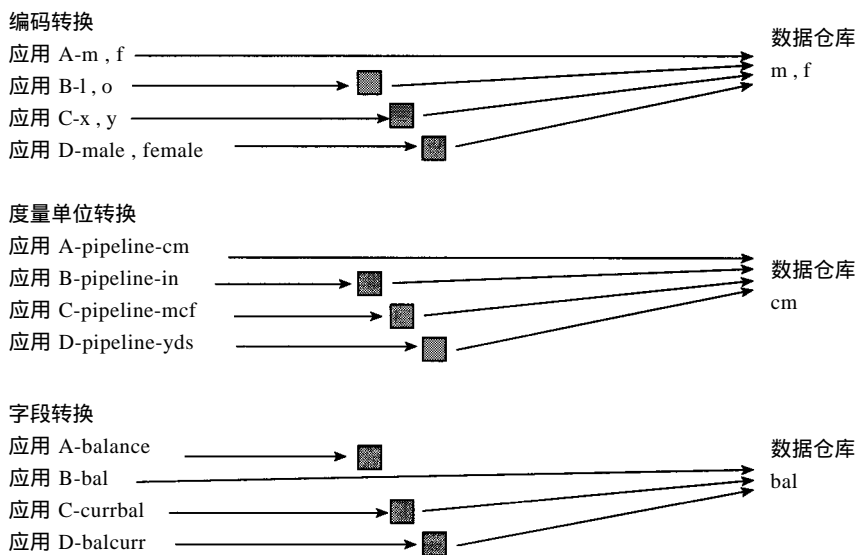 编码转换
应用 A-m , f
应用 B-l , o
应用 C-x , y
应用 D-male , female
数据仓库
m , f
度量单位转换
应用 A-pipeline-cm
应用 B-pipeline-in
应用 C-pipeline-mcf
应用 D-pipeline-yds
数据仓库
cm
字段转换
应用 A-balance
应用 B-bal
应用 C-currbal
应用 D-balcurr
数据仓库
bal